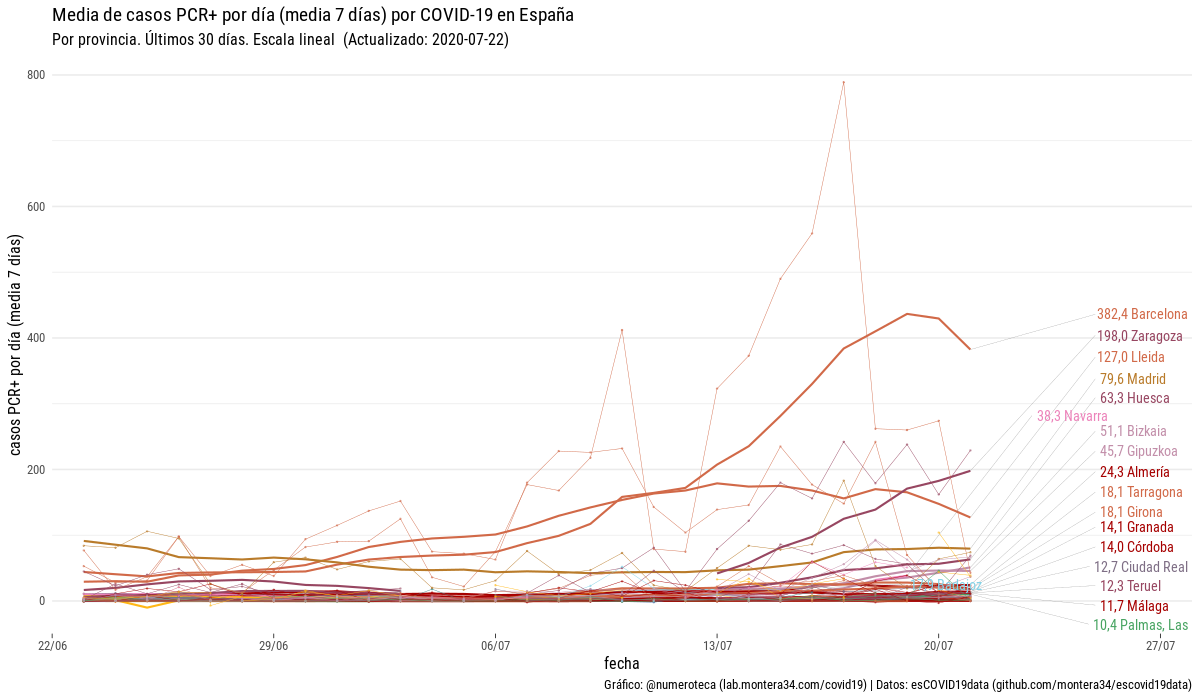 Media de casos PCR+ por día (media 7 días) por COVID-19 en España
Por provincia. Últimos 30 días. Escala lineal (Actualizado: 2020-07-22)
casos PCR+ por día (media 7 días)
800
600
400
200
0
382,4 Barcelona
198,0 Zaragoza
127,0 Lleida
79,6 Madrid
63,3 Huesca
38,3 Navarra
51,1 Bizkaia
45,7 Gipuzkoa
24,3 Almería
18,1 Tarragona
18,1 Girona
14,1 Granada
14,0 Córdoba
12,7 Ciudad Real
12,3 Teruel
11,7 Málaga
10,4 Palmas, Las
22/06
29/06
06/07
13/07
20/07
27/07
fecha
Gráfico: @numeroteca (lab.montera34.com/covid19) | Datos: esCOVID19data (github.com/montera34/escovid19data)